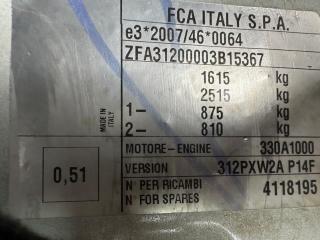 FCA ITALY S.P.A.
e3*2007/46*0064
ZFA31200003B15367
1615 kg
2515 kg
1- 875 kg
2- 810 kg
MADE IN
MOTORE-ENGINE 330A1000
VERSION 312PXW2A P14F
0,51
N° PER RICAMBI
N° FOR SPARES 4118195